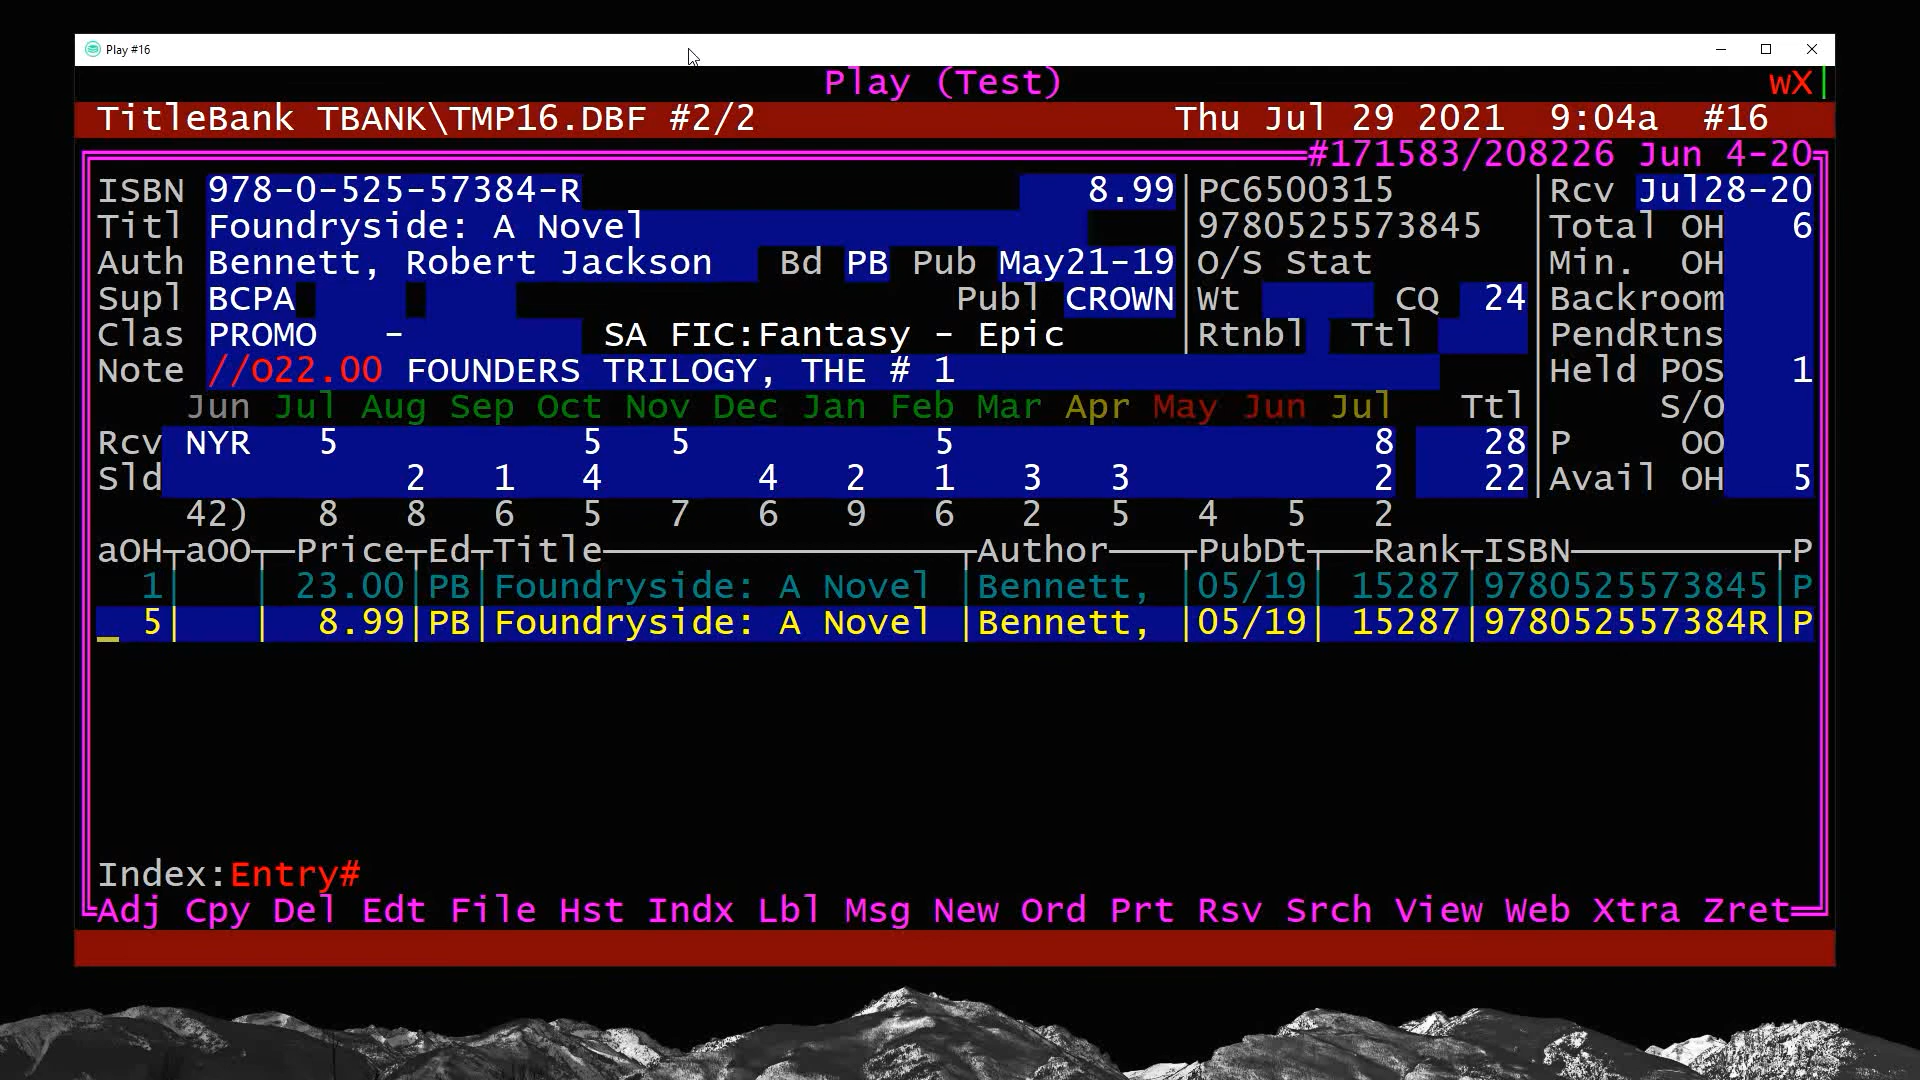 Play #16
Play (Test) wX
TitleBank TBANK\TMP16.DBF #2/2 Thu Jul 29 2021 9:04a #16
#171583/208226 Jun 4-20
ISBN 978-0-525-57384-R 8.99 PC6500315 Rcv Jul28-20
Titl Foundryside: A Novel 9780525573845 Total OH 6
Auth Bennett, Robert Jackson Bd PB Pub May21-19 O/S Stat Min. OH
Supl BCPA Publ CROWN Wt CQ 24 Backroom
Clas PROMO - SA FIC:Fantasy - Epic Rtnbl Ttl PendRtns
Note //O22.00 FOUNDERS TRILOGY, THE # 1 Held POS 1
Jun Jul Aug Sep Oct Nov Dec Jan Feb Mar Apr May Jun Jul Ttl S/O
Rcv NYR 5 5 5 5 8 28 P OO
Sld 2 1 4 4 2 1 3 3 2 22 Avail OH 5
42) 8 8 6 5 7 6 9 6 2 5 4 5 2
aOH aOO Price Ed Title Author PubDt Rank ISBN P
1 23.00 PB Foundryside: A Novel Bennett, 05/19 15287 9780525573845 P
_ 5 8.99 PB Foundryside: A Novel Bennett, 05/19 15287 978052557384R P
Index:Entry#
Adj Cpy Del Edt File Hst Indx Lbl Msg New Ord Prt Rsv Srch View Web Xtra Zret